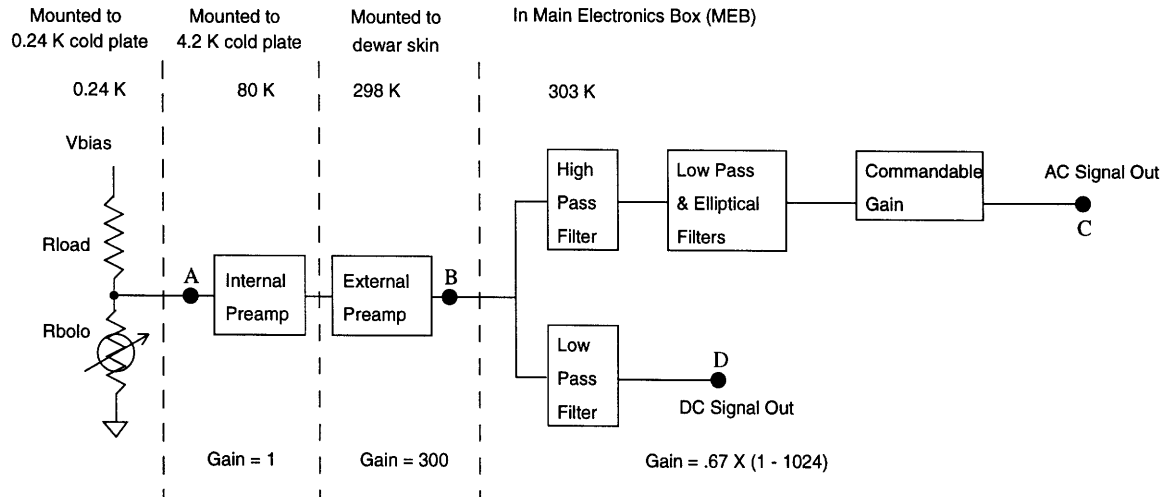 Mounted to
0.24 K cold plate
Mounted to
4.2 K cold plate
Mounted to
dewar skin
In Main Electronics Box (MEB)
0.24 K
80 K
298 K
303 K
Vbias
Rload
Rbolo
A
Internal
Preamp
External
Preamp
B
High
Pass
Filter
Low Pass
& Elliptical
Filters
Commandable
Gain
AC Signal Out
C
Low
Pass
Filter
D
DC Signal Out
Gain = 1
Gain = 300
Gain = .67 X (1 - 1024)